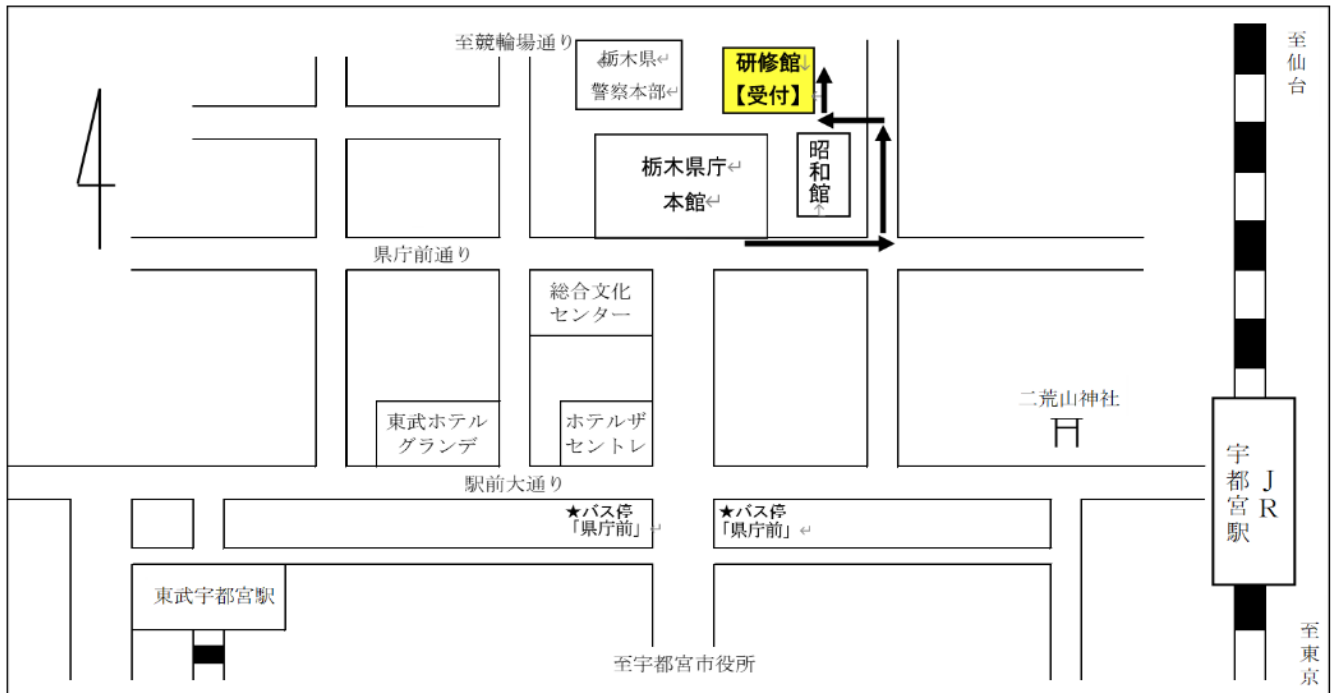 至競輪場通り
栃木県
警察本部
研修館
【受付】
至仙台
栃木県庁
本館
昭和館
県庁前通り
総合文化
センター
二荒山神社
東武ホテル
グランデ
ホテルザ
セントレ
JR
宇都宮駅
駅前大通り
★バス停
「県庁前」
★バス停
「県庁前」
東武宇都宮駅
至宇都宮市役所
至東京